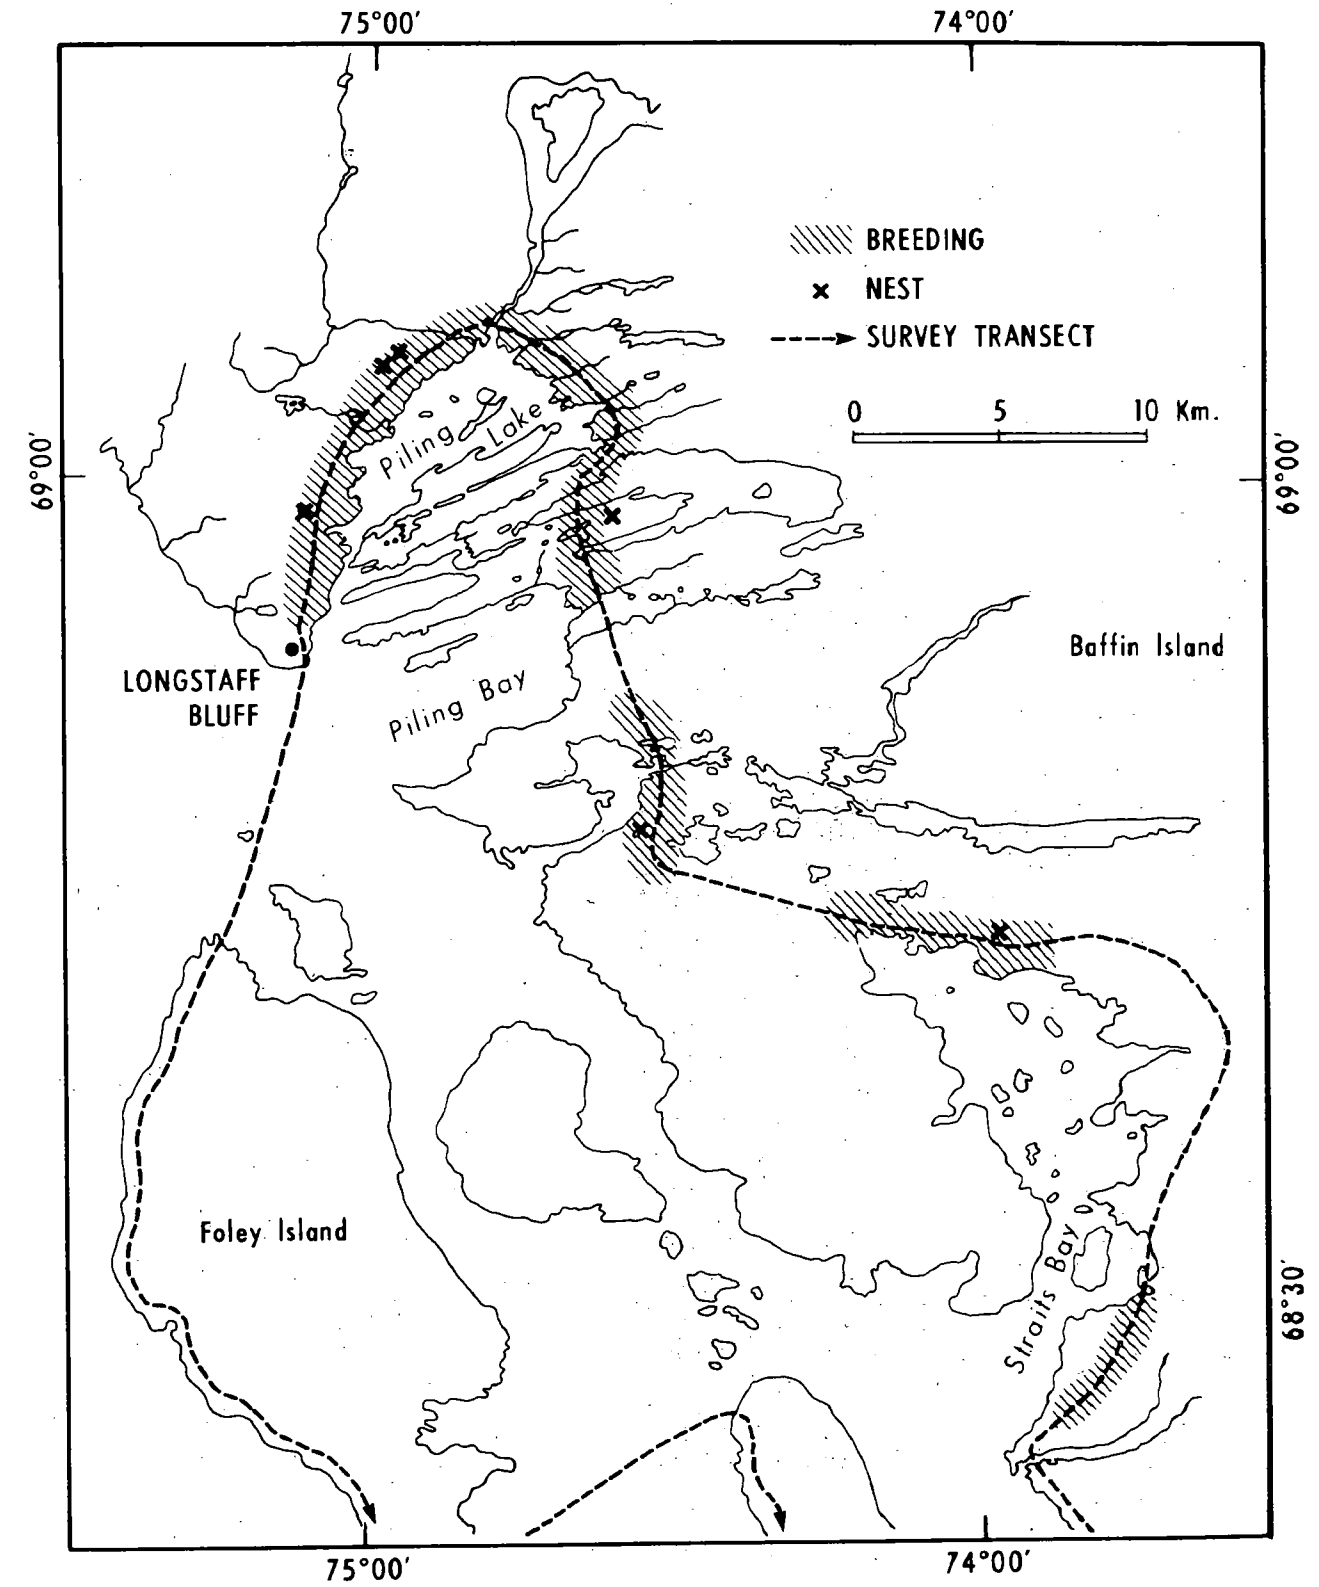 75°00′
74°00′
BREEDING
NEST
SURVEY TRANSECT
0 5 10 Km.
69°00′
69°00′
Piling Lake
LONGSTAFF
BLUFF
Baffin Island
Piling Bay
Foley Island
Straits Bay
68°30′
75°00′
74°00′